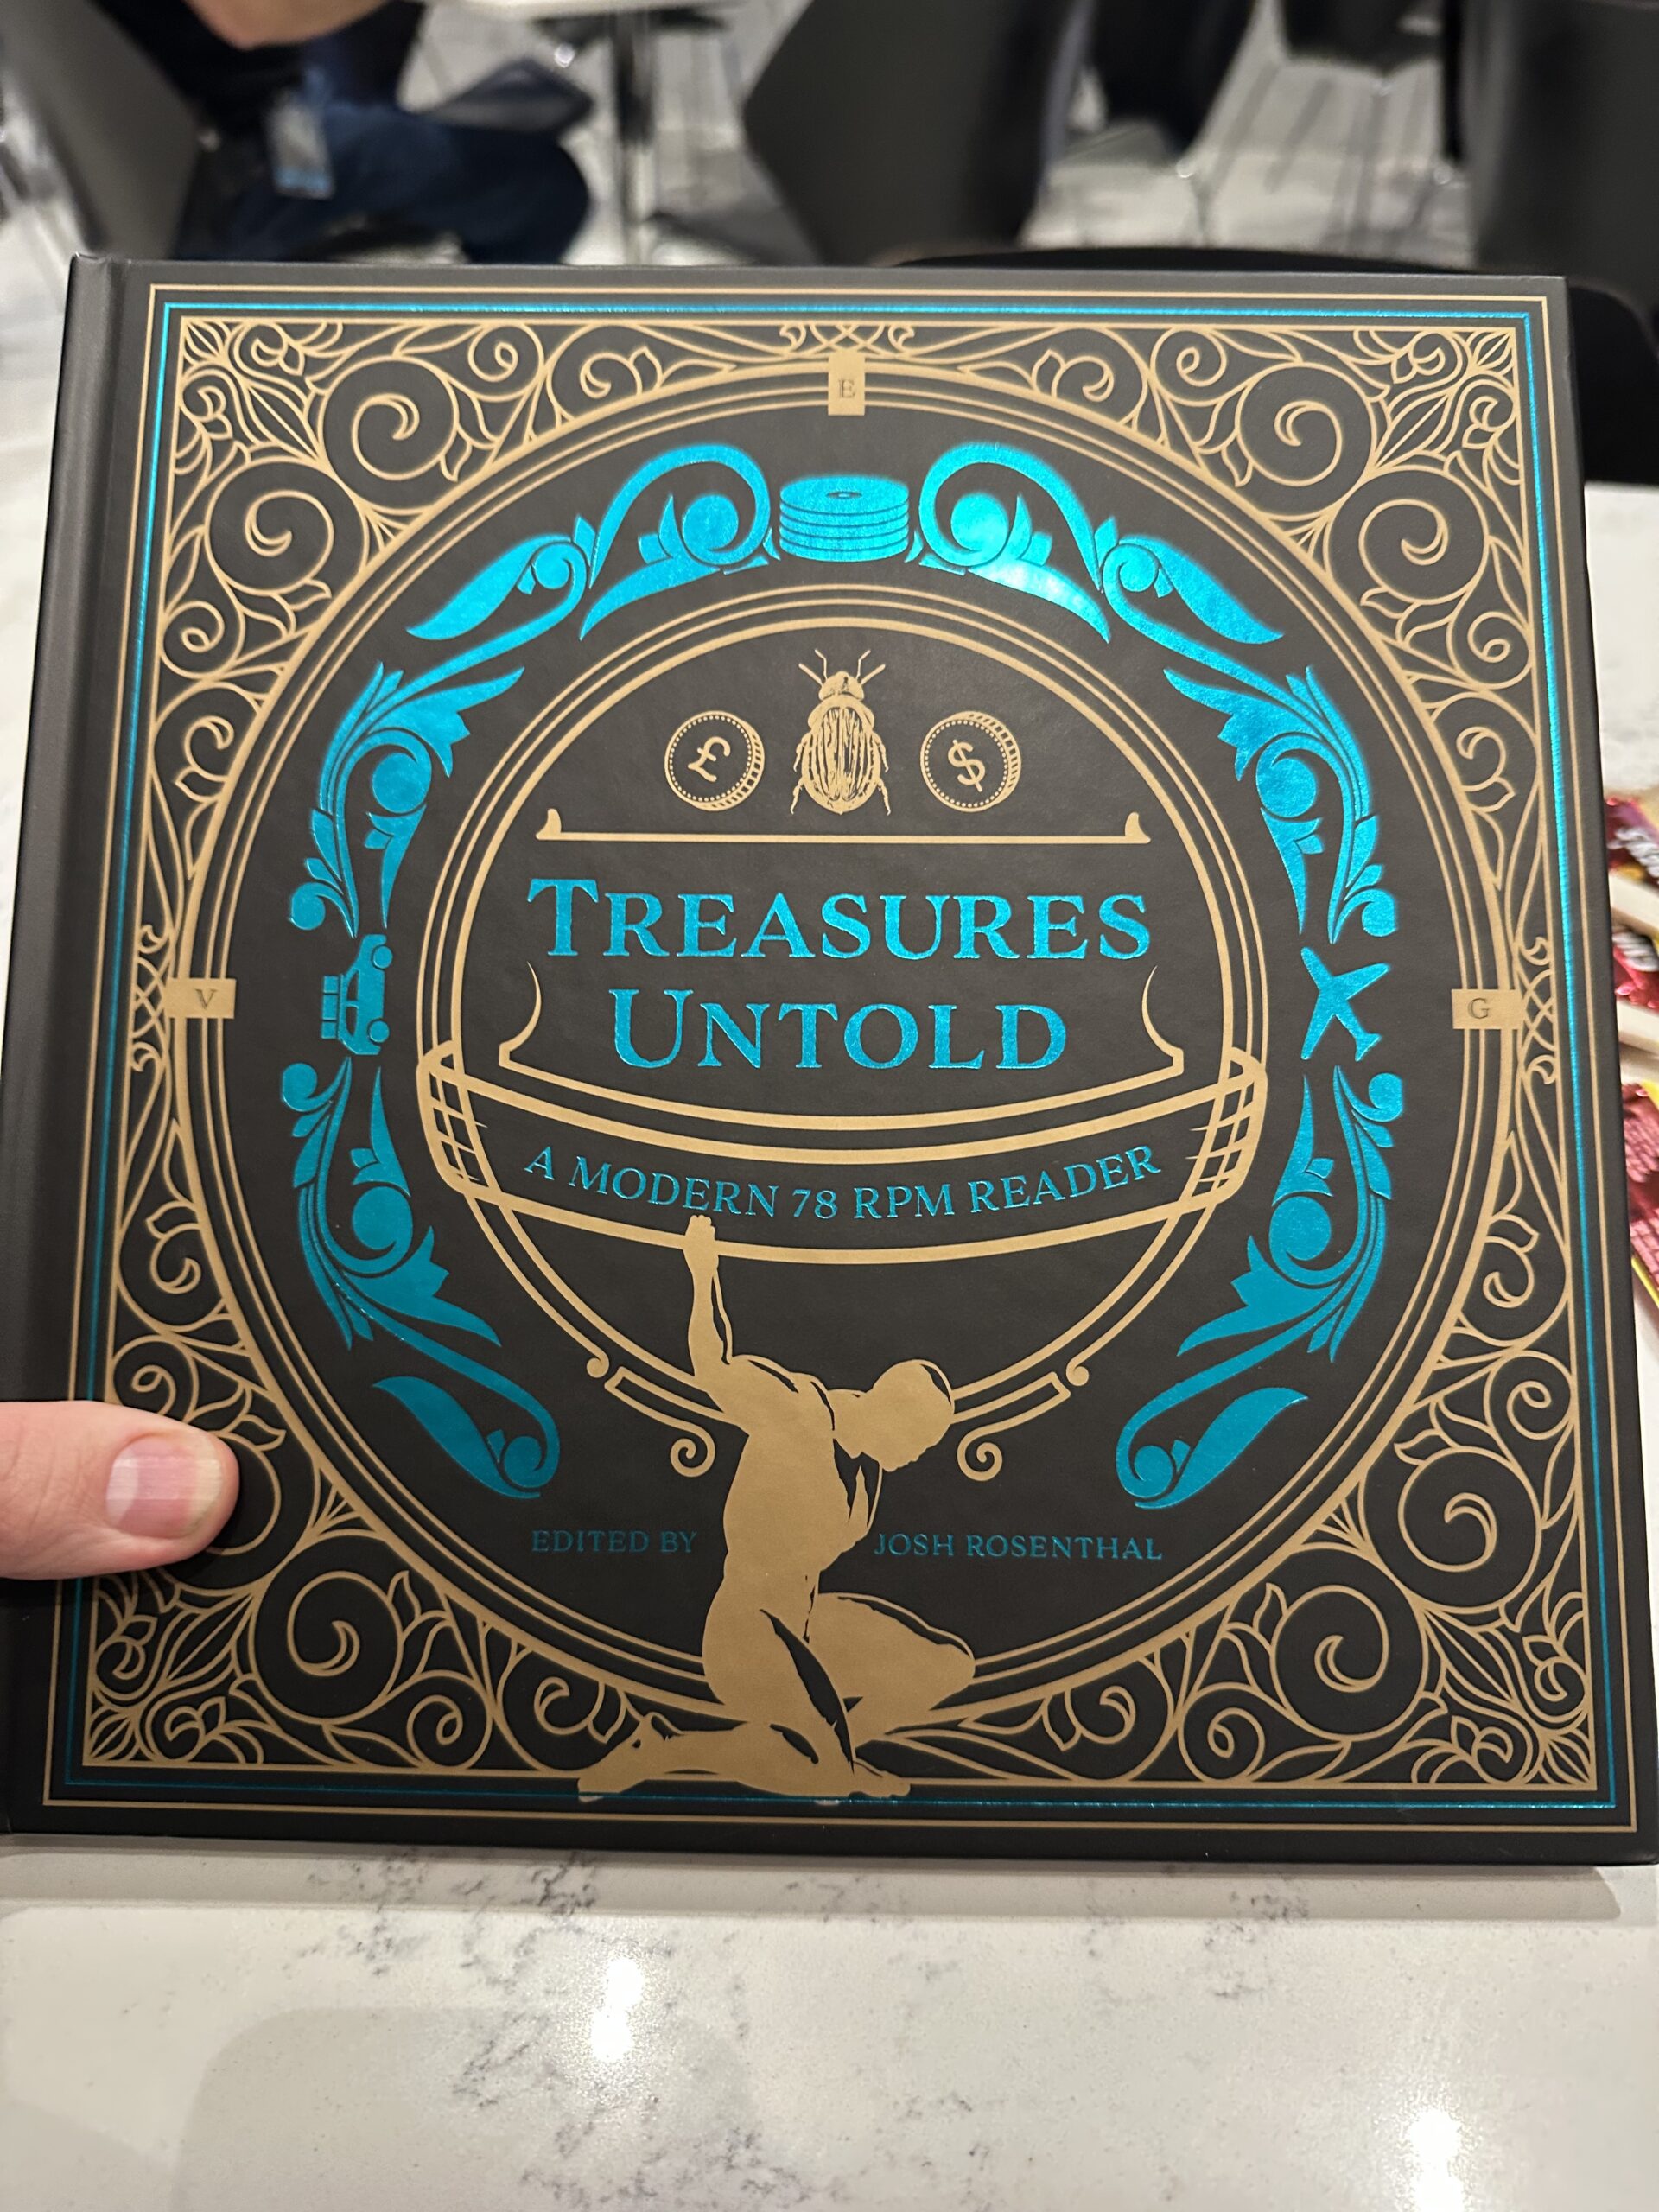 E
£ $
TREASURES
UNTOLD
V G
A MODERN 78 RPM READER
EDITED BY JOSH ROSENTHAL